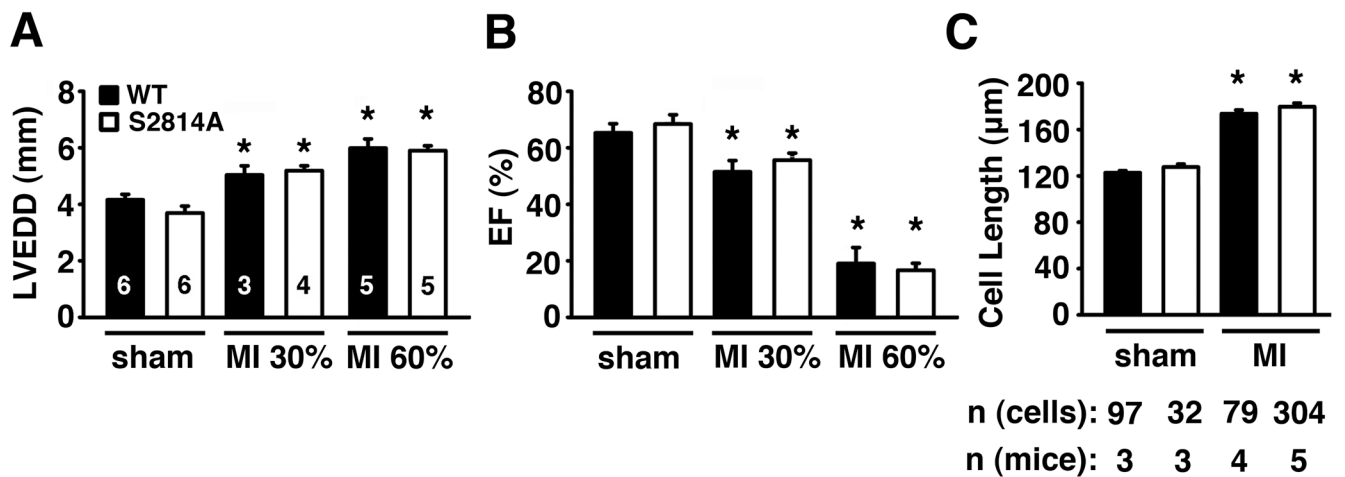 A
LVEDD (mm)
8
6
4
2
0
WT
S2814A
* * * *
6 6 3 4 5 5
sham MI 30% MI 60%
B
EF (%)
80
60
40
20
0
* * * *
sham MI 30% MI 60%
C
Cell Length (μm)
200
160
120
80
40
0
* *
sham MI
n (cells): 97 32 79 304
n (mice): 3 3 4 5